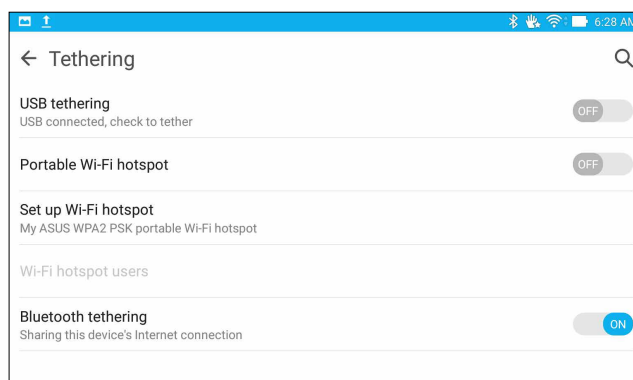 6:28 AM
Tethering
USB tethering
OFF
USB connected, check to tether
Portable Wi-Fi hotspot
OFF
Set up Wi-Fi hotspot
My ASUS WPA2 PSK portable Wi-Fi hotspot
Wi-Fi hotspot users
Bluetooth tethering
ON
Sharing this device's Internet connection